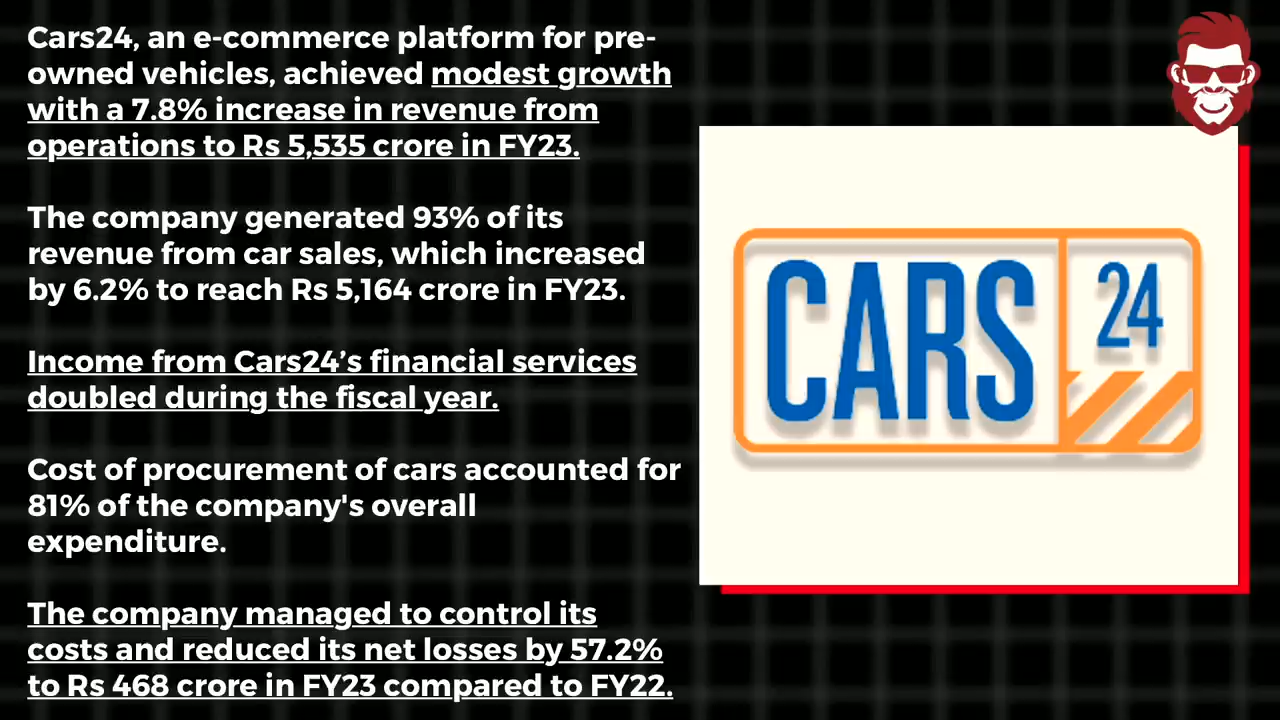 Cars24, an e-commerce platform for pre-
owned vehicles, achieved modest growth
with a 7.8% increase in revenue from
operations to Rs 5,535 crore in FY23.
The company generated 93% of its
revenue from car sales, which increased
by 6.2% to reach Rs 5,164 crore in FY23.
Income from Cars24’s financial services
doubled during the fiscal year.
Cost of procurement of cars accounted for
81% of the company's overall
expenditure.
The company managed to control its
costs and reduced its net losses by 57.2%
to Rs 468 crore in FY23 compared to FY22.
CARS 24